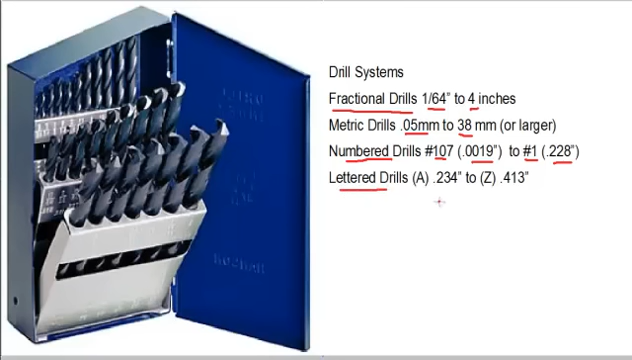 Drill Systems
Fractional Drills 1/64" to 4 inches
Metric Drills .05mm to 38 mm (or larger)
Numbered Drills #107 (.0019") to #1 (.228")
Lettered Drills (A) .234" to (Z) .413"